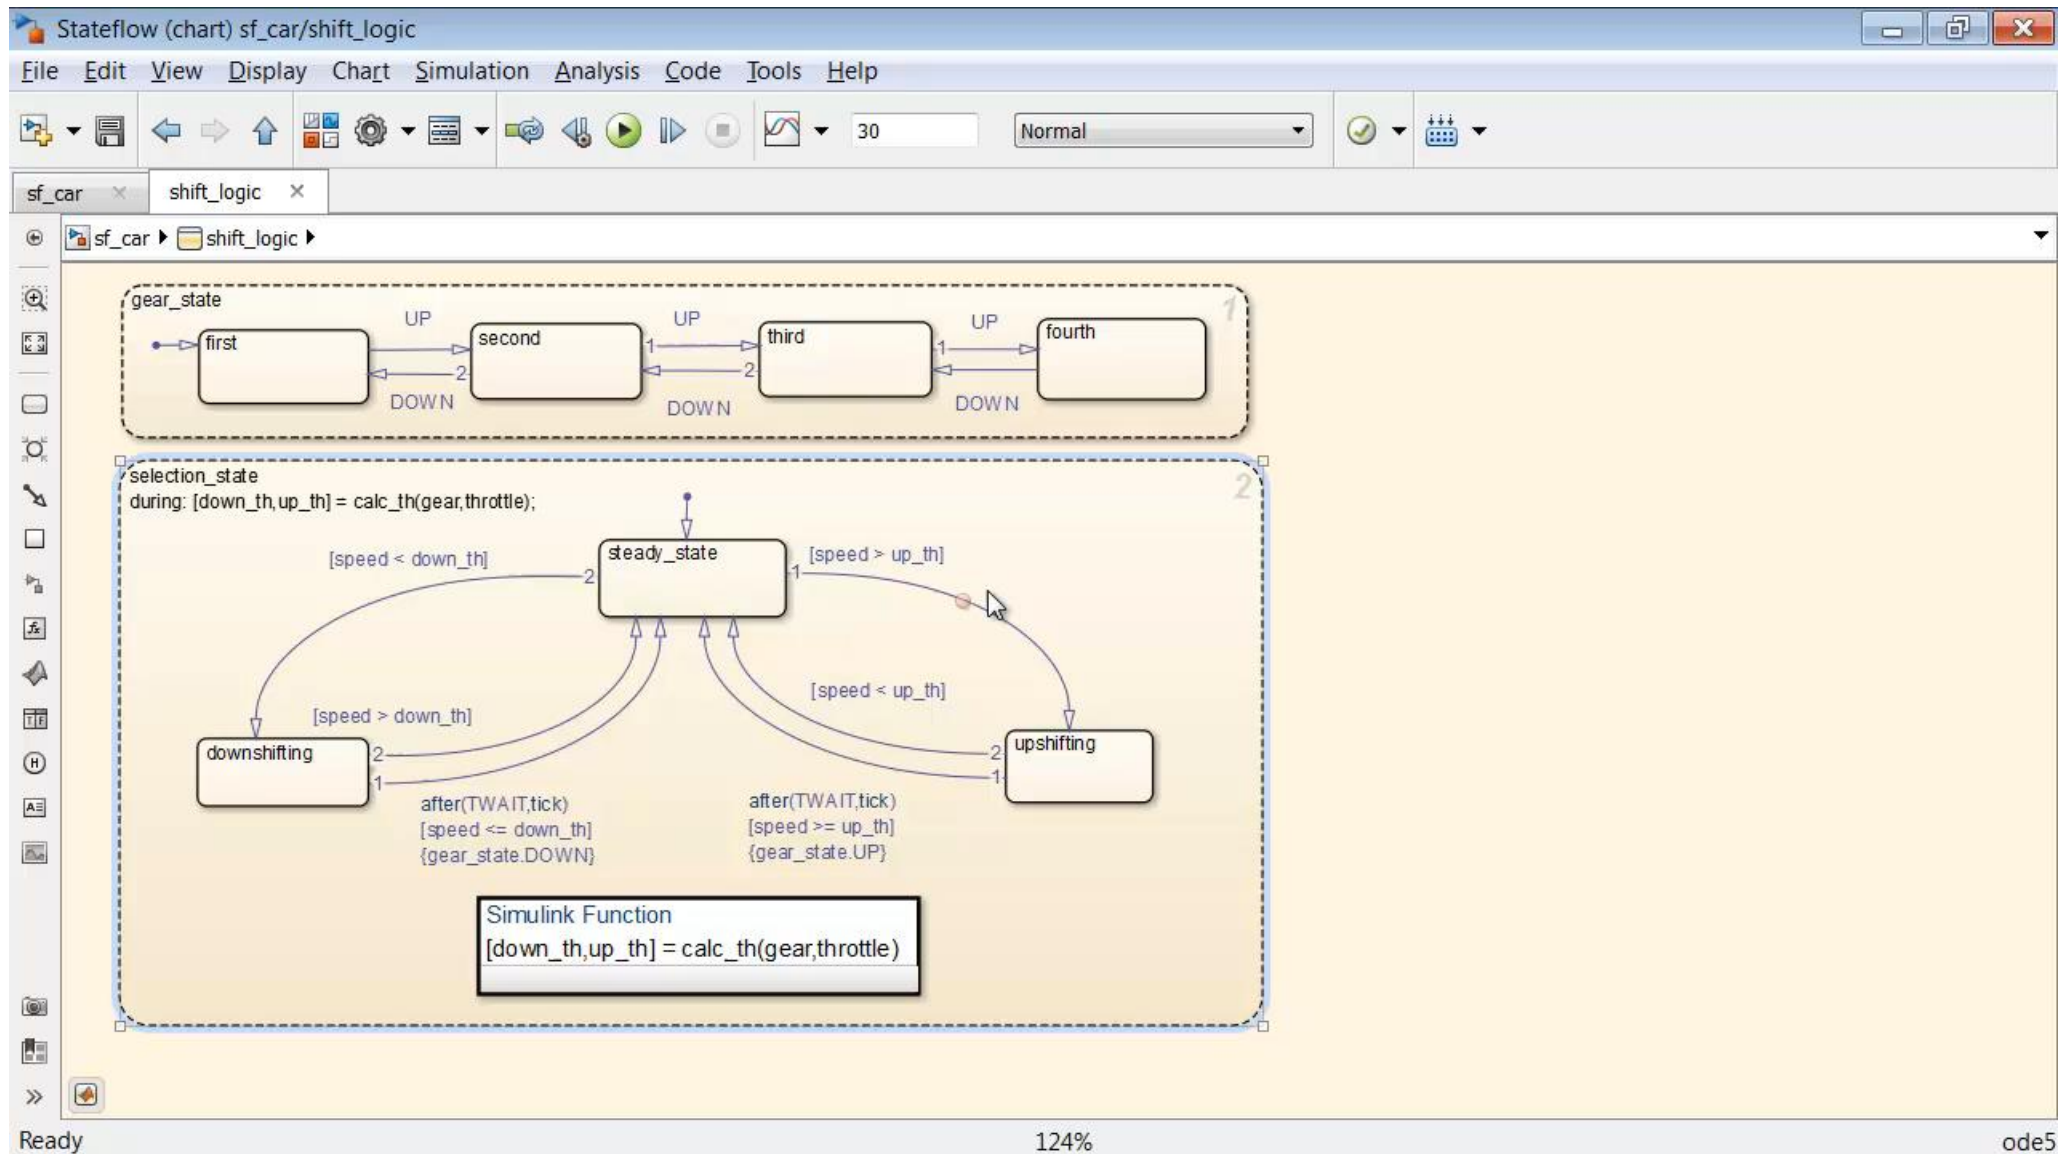 Stateflow (chart) sf_car/shift_logic
File Edit View Display Chart Simulation Analysis Code Tools Help
30 Normal
sf_car shift_logic
sf_car shift_logic
gear_state
1
UP UP UP
first second third fourth
1 1
2 2
DOWN DOWN DOWN
selection_state
2
during: [down_th,up_th] = calc_th(gear,throttle);
[speed < down_th] steady_state [speed > up_th]
2 1
[speed < up_th]
[speed > down_th]
downshifting 2 2 upshifting
1 1
after(TWAIT,tick) after(TWAIT,tick)
[speed <= down_th] [speed >= up_th]
{gear_state.DOWN} {gear_state.UP}
Simulink Function
[down_th,up_th] = calc_th(gear,throttle)
Ready 124% ode5